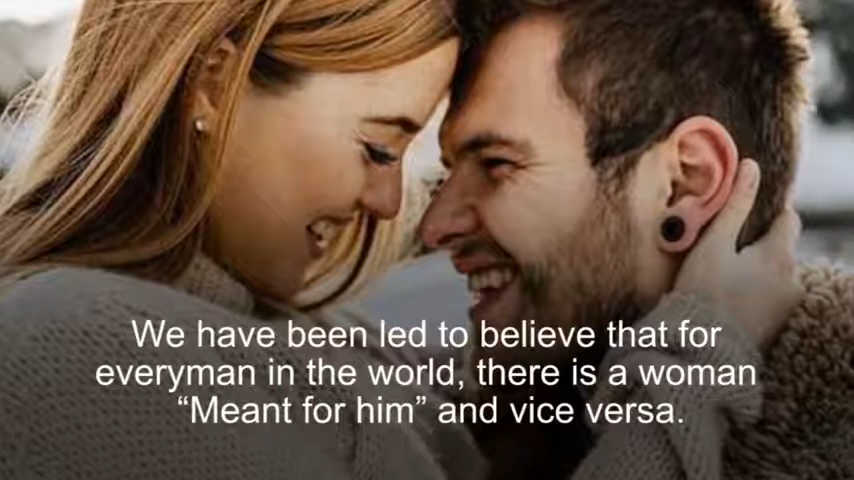 We have been led to believe that for
everyman in the world, there is a woman
“Meant for him” and vice versa.